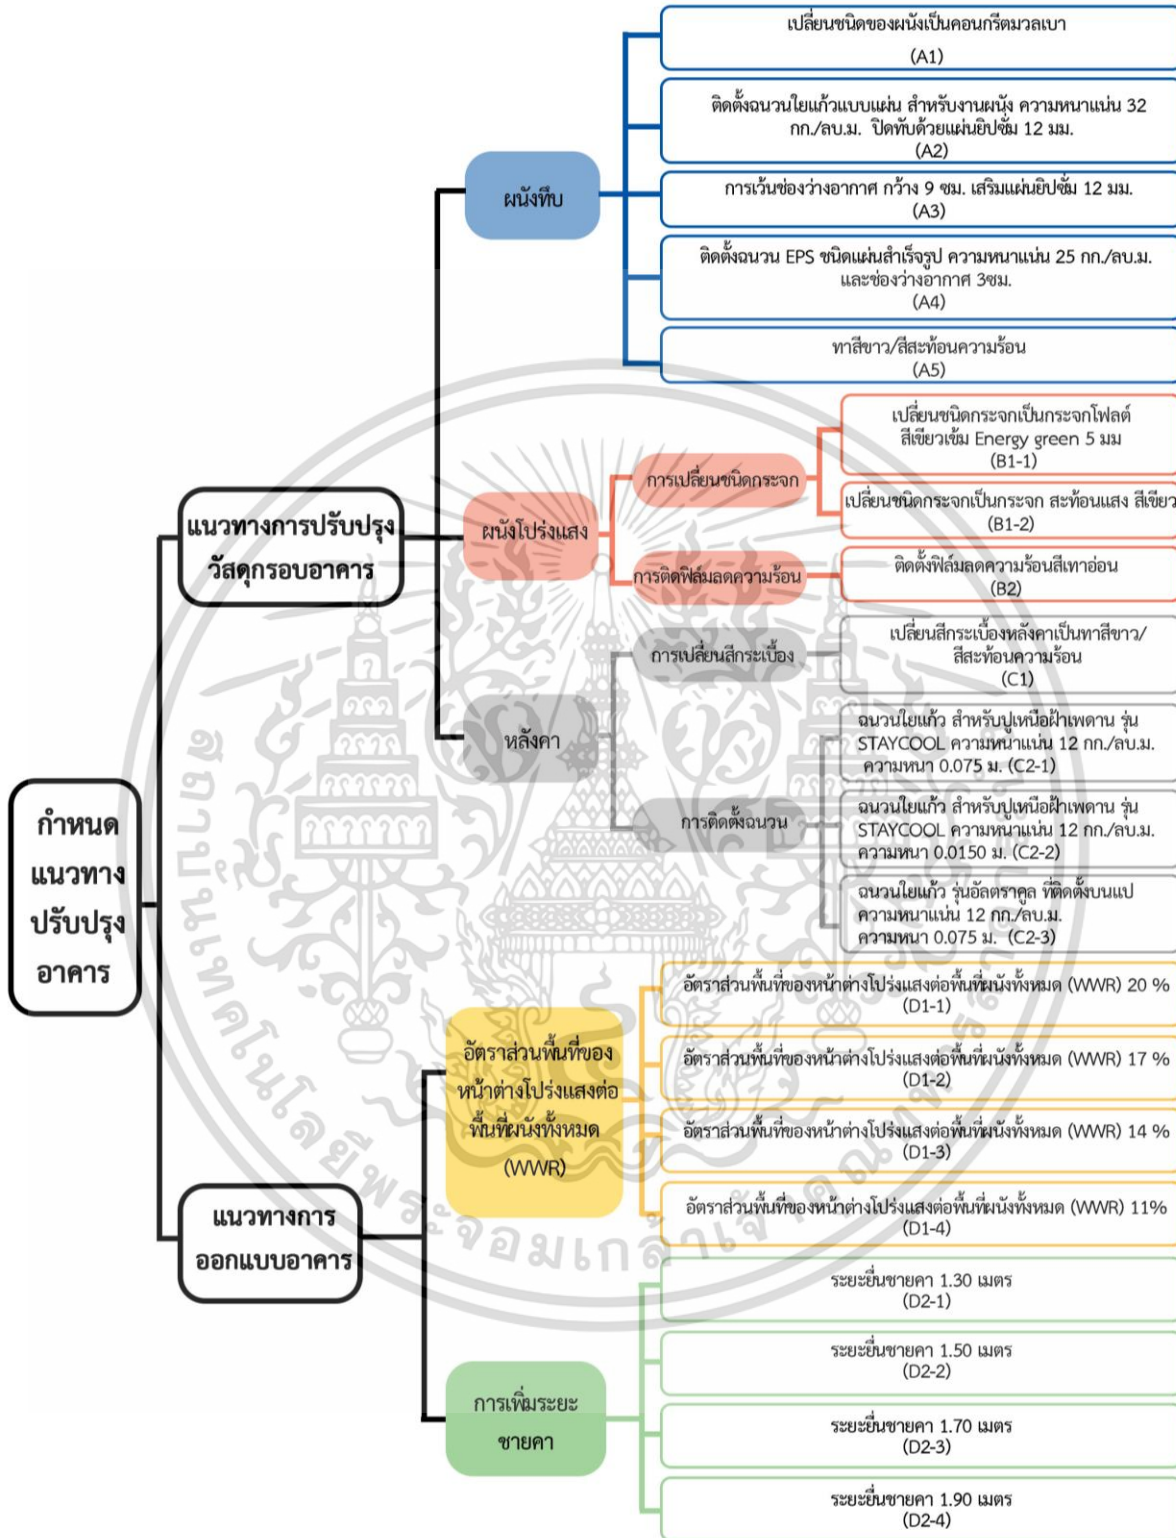 กำหนด
แนวทาง
ปรับปรุง
อาคาร
แนวทางการปรับปรุง
วัสดุกรอบอาคาร
ผนังทึบ
เปลี่ยนชนิดของผนังเป็นคอนกรีตมวลเบา
(A1)
ติดตั้งฉนวนใยแก้วแบบแผ่น สำหรับงานผนัง ความหนาแน่น 32
กก./ลบ.ม. ปิดทับด้วยแผ่นยิปซั่ม 12 มม.
(A2)
การเว้นช่องว่างอากาศ กว้าง 9 ซม. เสริมแผ่นยิปซั่ม 12 มม.
(A3)
ติดตั้งฉนวน EPS ชนิดแผ่นสำเร็จรูป ความหนาแน่น 25 กก./ลบ.ม.
และช่องว่างอากาศ 3ซม.
(A4)
ทาสีขาว/สีสะท้อนความร้อน
(A5)
ผนังโปร่งแสง
การเปลี่ยนชนิดกระจก
เปลี่ยนชนิดกระจกเป็นกระจกโฟลต์
สีเขียวเข้ม Energy green 5 มม
(B1-1)
เปลี่ยนชนิดกระจกเป็นกระจก สะท้อนแสง สีเขียว
(B1-2)
การติดฟิล์มลดความร้อน
ติดตั้งฟิล์มลดความร้อนสีเทาอ่อน
(B2)
หลังคา
การเปลี่ยนสีกระเบื้อง
เปลี่ยนสีกระเบื้องหลังคาเป็นทาสีขาว/
สีสะท้อนความร้อน
(C1)
การติดตั้งฉนวน
ฉนวนใยแก้ว สำหรับปูเหนือฝ้าเพดาน รุ่น
STAYCOOL ความหนาแน่น 12 กก./ลบ.ม.
ความหนา 0.075 ม. (C2-1)
ฉนวนใยแก้ว สำหรับปูเหนือฝ้าเพดาน รุ่น
STAYCOOL ความหนาแน่น 12 กก./ลบ.ม.
ความหนา 0.0150 ม. (C2-2)
ฉนวนใยแก้ว รุ่นอัลตราคูล ที่ติดตั้งบนแป
ความหนาแน่น 12 กก./ลบ.ม.
ความหนา 0.075 ม. (C2-3)
แนวทางการ
ออกแบบอาคาร
อัตราส่วนพื้นที่ของ
หน้าต่างโปร่งแสงต่อ
พื้นที่ผนังทั้งหมด
(WWR)
อัตราส่วนพื้นที่ของหน้าต่างโปร่งแสงต่อพื้นที่ผนังทั้งหมด (WWR) 20 %
(D1-1)
อัตราส่วนพื้นที่ของหน้าต่างโปร่งแสงต่อพื้นที่ผนังทั้งหมด (WWR) 17 %
(D1-2)
อัตราส่วนพื้นที่ของหน้าต่างโปร่งแสงต่อพื้นที่ผนังทั้งหมด (WWR) 14 %
(D1-3)
อัตราส่วนพื้นที่ของหน้าต่างโปร่งแสงต่อพื้นที่ผนังทั้งหมด (WWR) 11%
(D1-4)
การเพิ่มระยะ
ชายคา
ระยะยื่นชายคา 1.30 เมตร
(D2-1)
ระยะยื่นชายคา 1.50 เมตร
(D2-2)
ระยะยื่นชายคา 1.70 เมตร
(D2-3)
ระยะยื่นชายคา 1.90 เมตร
(D2-4)
สถาบันเทคโนโลยีพระจอมเกล้าเจ้าคุณทหารลาดกระบัง